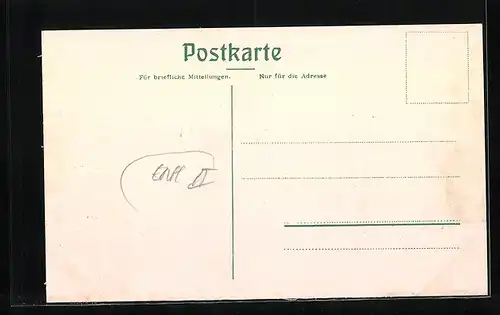 Postkarte
Für briefliche Mitteilungen. Nur für die Adresse